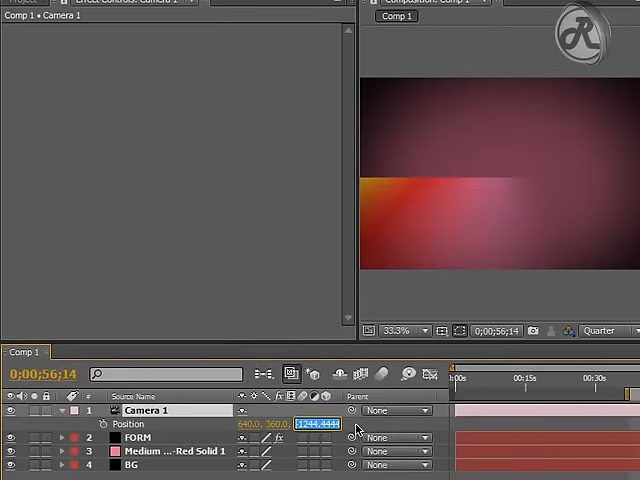 Comp 1 • Camera 1
Comp 1
33.3%
0;00;56;14
Quarter
Comp 1
0;00;56;14
:00s
00:15s
00:30s
#
Source Name
fx
Parent
1
Camera 1
None
Position
640.0, 360.0, -1244.4444
2
FORM
fx
None
3
Medium ...-Red Solid 1
None
4
BG
None